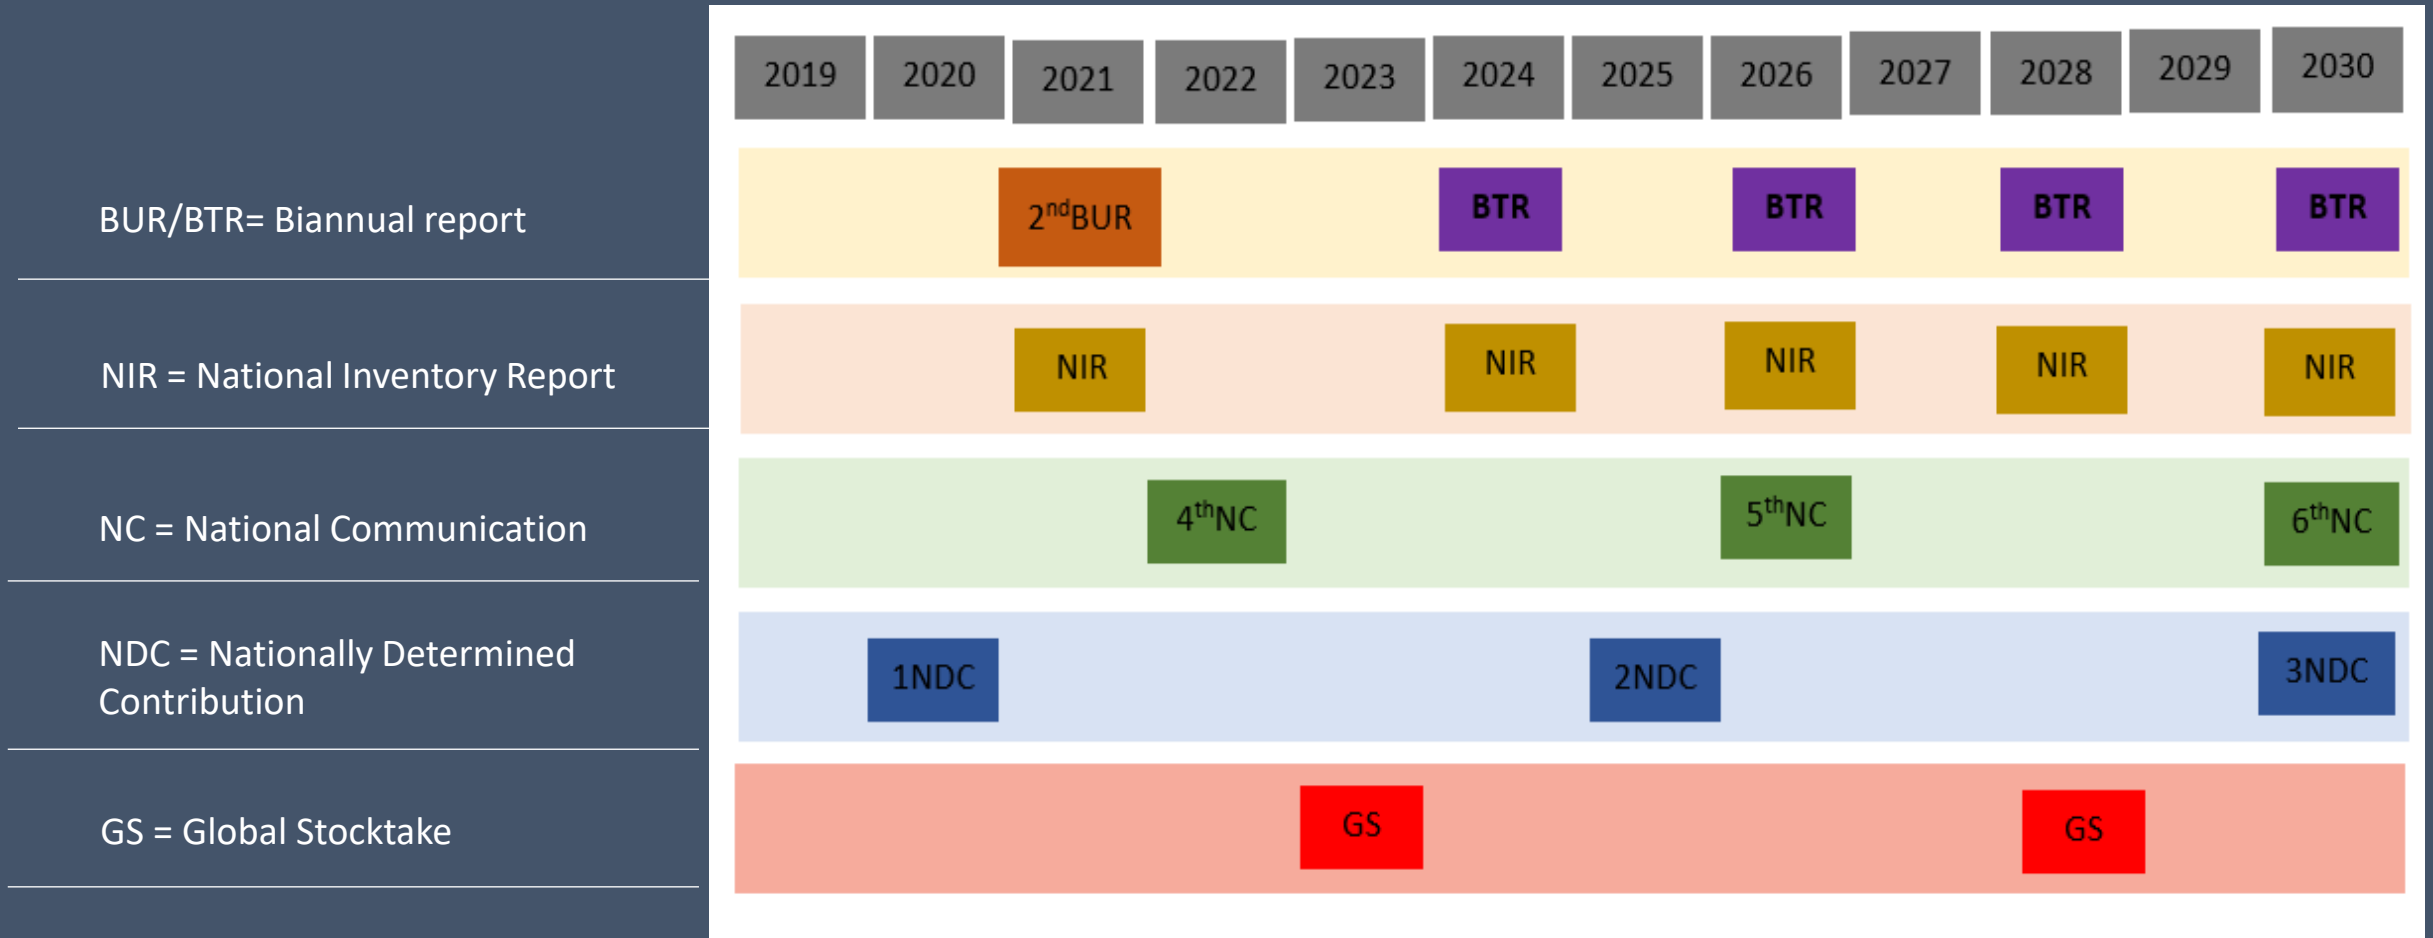 2019 2020 2021 2022 2023 2024 2025 2026 2027 2028 2029 2030
BUR/BTR= Biannual report
2ndBUR BTR BTR BTR BTR
NIR = National Inventory Report
NIR NIR NIR NIR NIR
NC = National Communication
4thNC 5thNC 6thNC
NDC = Nationally Determined
Contribution
1NDC 2NDC 3NDC
GS = Global Stocktake
GS GS